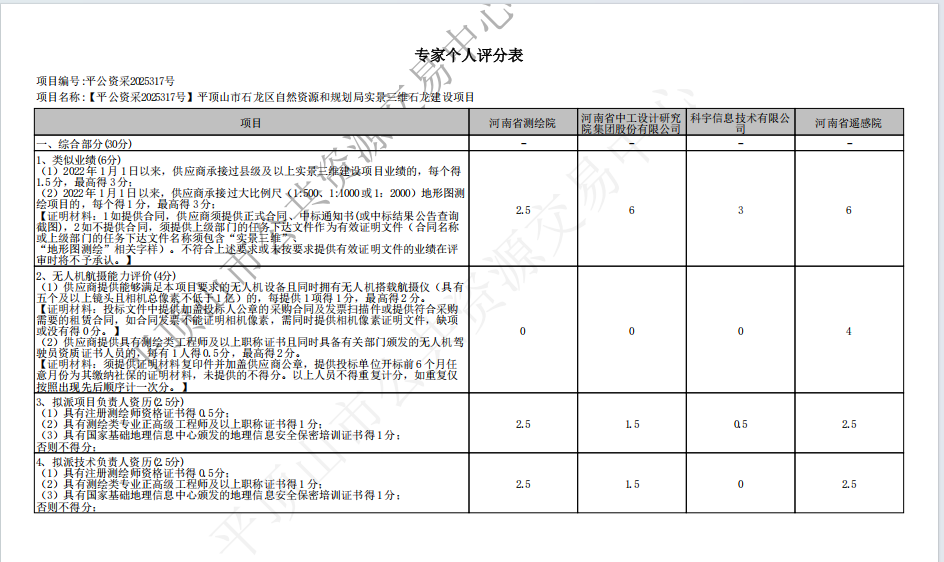 专家个人评分表
项目编号:平公资采2025317号
项目名称:【平公资采2025317号】平顶山市石龙区自然资源和规划局实景三维石龙建设项目
项目 河南省测绘院 河南省中工设计研究院集团股份有限公司 科宇信息技术有限公司 河南省遥感院
一、综合部分(30分) - - - -
1、类似业绩(6分)
（1）2022年1月1日以来，供应商承接过县级及以上实景三维建设项目业绩的，每个得
1.5分，最高得3分；
（2）2022年1月1日以来，供应商承接过大比例尺（1:500、1:1000或1：2000）地形图测
绘项目的，每个得1分，最高得3分；
【证明材料：1如提供合同，供应商须提供正式合同、中标通知书(或中标结果公告查询
截图)，2如不提供合同，须提供上级部门的任务下达文件作为有效证明文件（合同名称
或上级部门的任务下达文件名称须包含“实景三维”、
“地形图测绘”相关字样）。不符合上述要求或未按要求提供有效证明文件的业绩在评
审时将不予承认。】
2.5 6 3 6
2、无人机航摄能力评价(4分)
（1）供应商提供能够满足本项目要求的无人机设备且同时拥有无人机搭载航摄仪（具有
五个及以上镜头且相机总像素不低于1亿）的，每提供1项得1分，最高得2分。
【证明材料：投标文件中提供加盖投标人公章的采购合同及发票扫描件或提供符合采购
需要的租赁合同，如合同发票不能证明相机像素，需同时提供相机像素证明文件，缺项
或没有得0分。】
（2）供应商提供具有测绘类工程师及以上职称证书且同时具备有关部门颁发的无人机驾
驶员资质证书人员的，每有1人得0.5分，最高得2分。
【证明材料：须提供证明材料复印件并加盖供应商公章，提供投标单位开标前6个月任
意月份为其缴纳社保的证明材料，未提供的不得分。以上人员不得重复计分，如重复仅
按照出现先后顺序计一次分。】
0 0 0 4
3、拟派项目负责人资历(2.5分)
（1）具有注册测绘师资格证书得0.5分；
（2）具有测绘类专业正高级工程师及以上职称证书得1分；
（3）具有国家基础地理信息中心颁发的地理信息安全保密培训证书得1分；
否则不得分；
2.5 1.5 0.5 2.5
4、拟派技术负责人资历(2.5分)
（1）具有注册测绘师资格证书得0.5分；
（2）具有测绘类专业正高级工程师及以上职称证书得1分；
（3）具有国家基础地理信息中心颁发的地理信息安全保密培训证书得1分；
否则不得分；
2.5 1.5 0 2.5
平顶山市公共资源交易中心
平顶山市公共资源交易中心